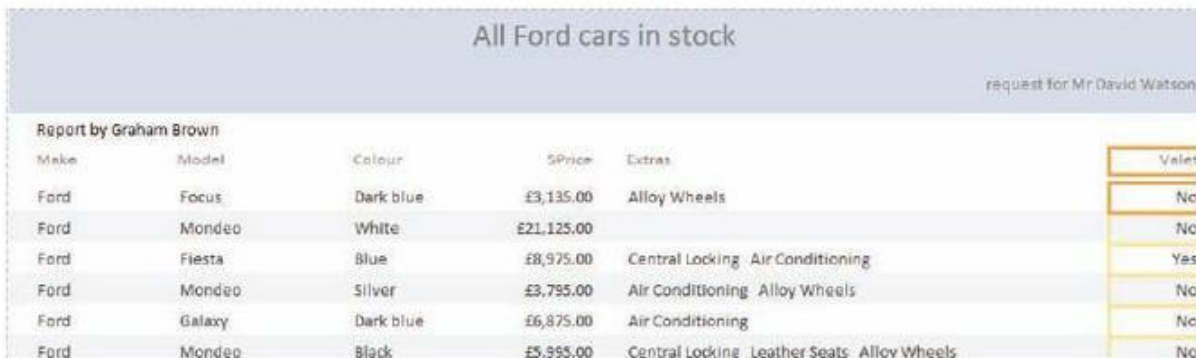 All Ford cars in stock
request for Mr David Watson
Report by Graham Brown
Make Model Colour SPrice Extras Valet
Ford Focus Dark blue £3,135.00 Alloy Wheels No
Ford Mondeo White £21,125.00 No
Ford Fiesta Blue £8,975.00 Central Locking Air Conditioning Yes
Ford Mondeo Silver £3,795.00 Air Conditioning Alloy Wheels No
Ford Galaxy Dark blue £6,875.00 Air Conditioning No
Ford Mondeo Black £5,995.00 Central Locking Leather Seats Alloy Wheels No